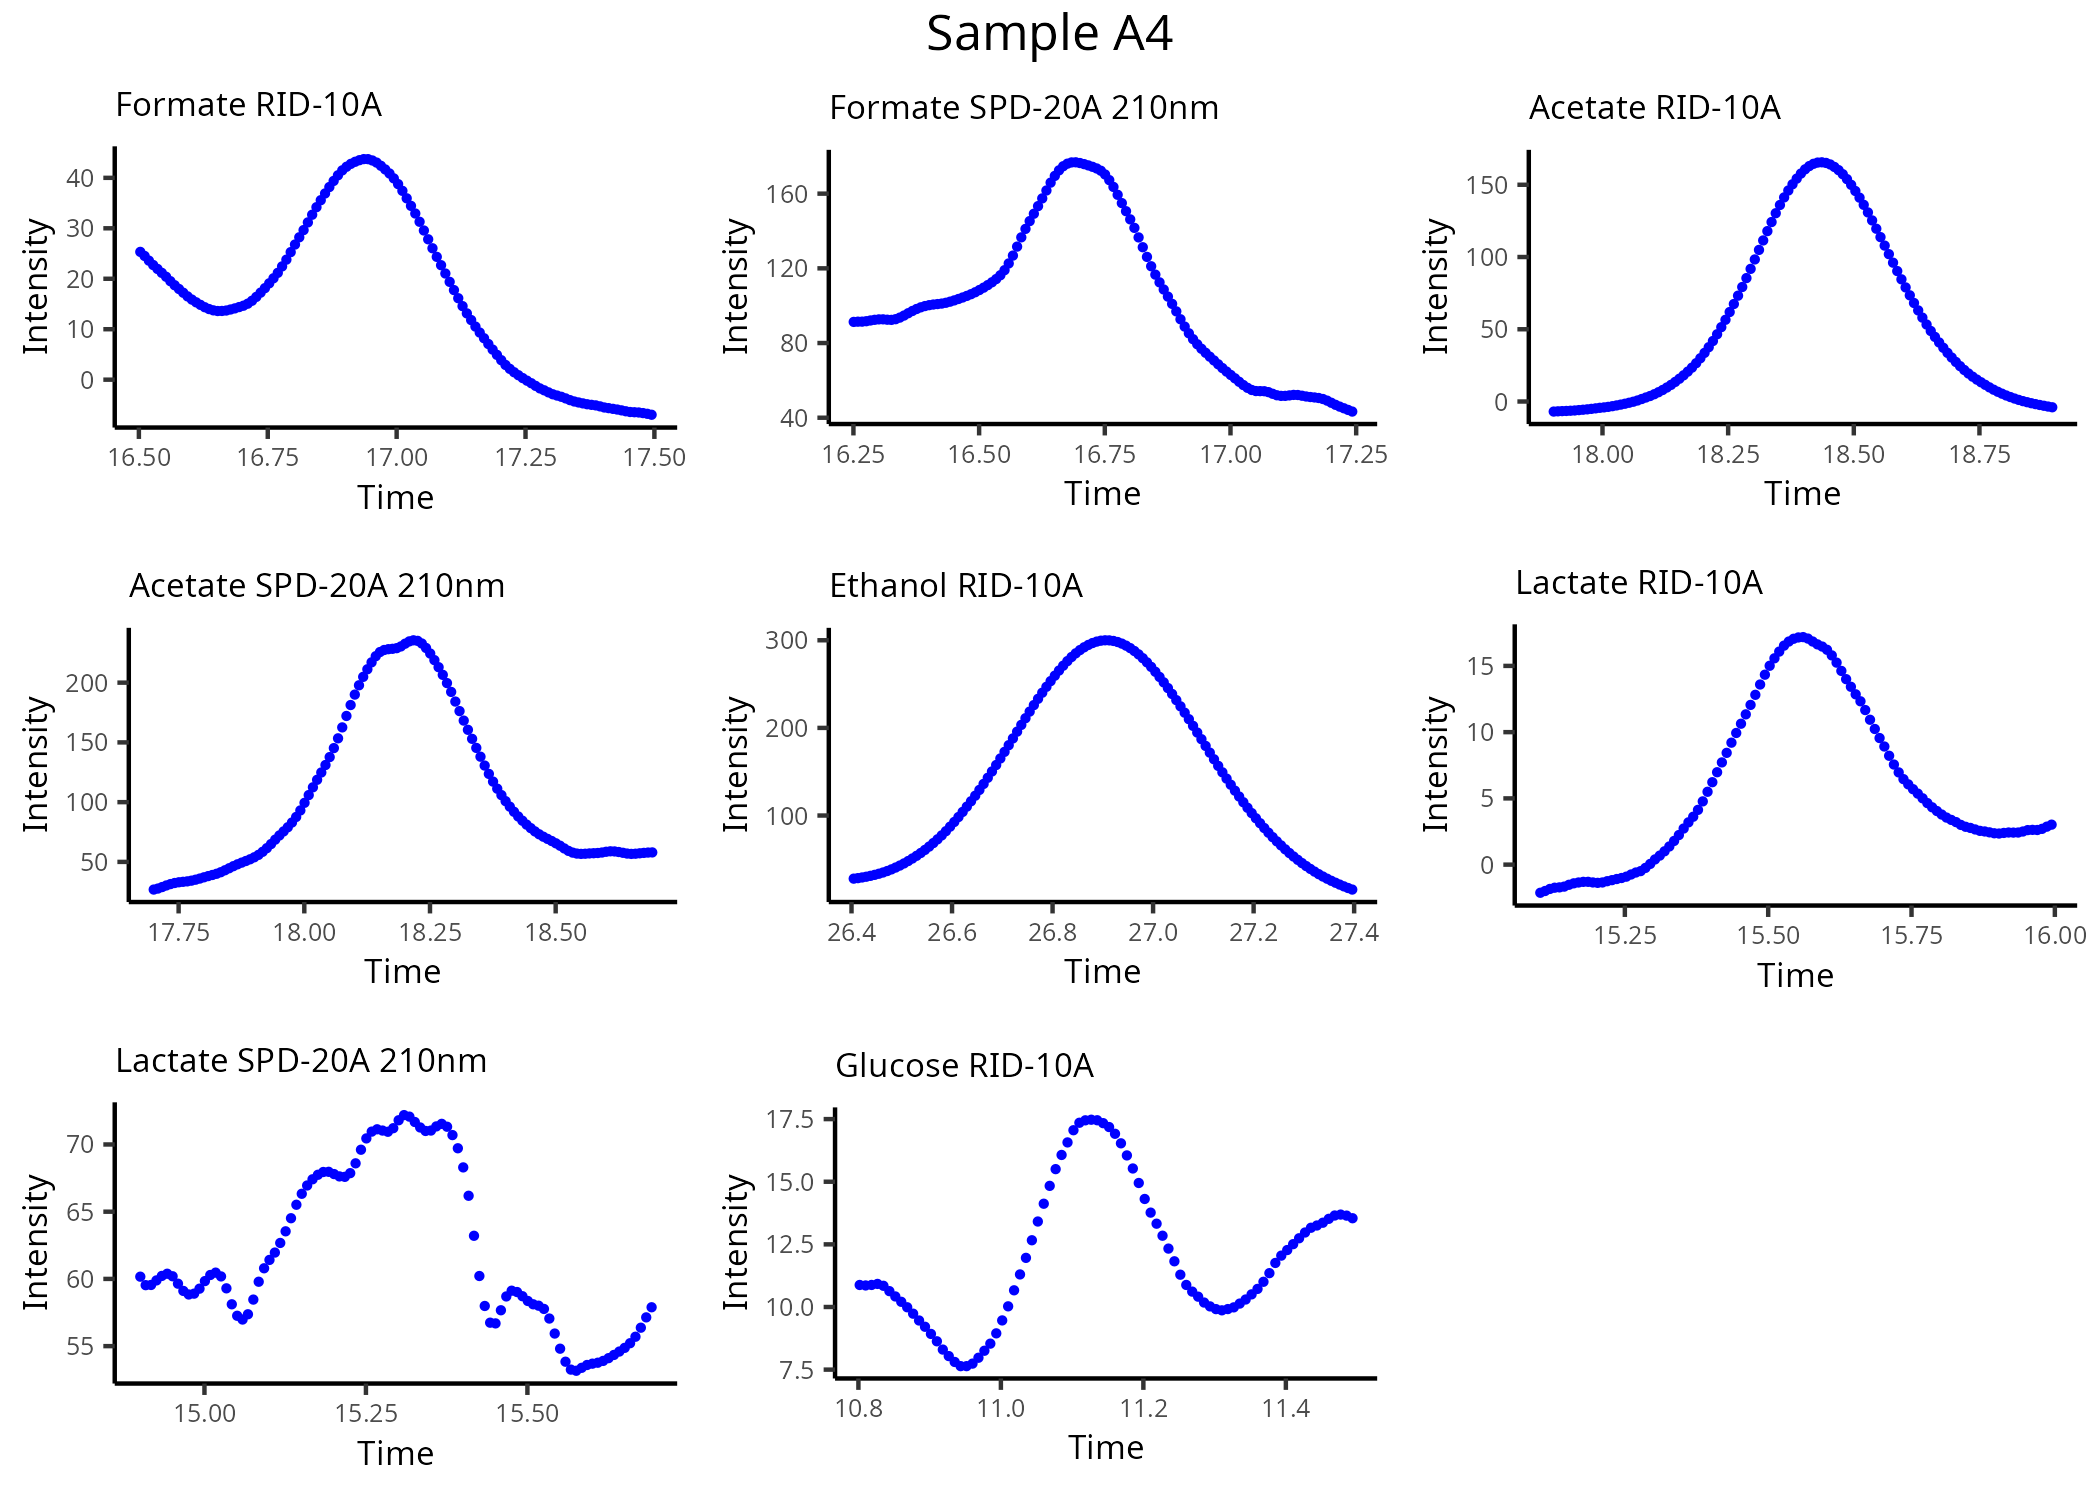 Sample A4
Formate RID-10A
Intensity
40
30
20
10
0
16.50 16.75 17.00 17.25 17.50
Time
Formate SPD-20A 210nm
Intensity
160
120
80
40
16.25 16.50 16.75 17.00 17.25
Time
Acetate RID-10A
Intensity
150
100
50
0
18.00 18.25 18.50 18.75
Time
Acetate SPD-20A 210nm
Intensity
200
150
100
50
17.75 18.00 18.25 18.50
Time
Ethanol RID-10A
Intensity
300
200
100
26.4 26.6 26.8 27.0 27.2 27.4
Time
Lactate RID-10A
Intensity
15
10
5
0
15.25 15.50 15.75 16.00
Time
Lactate SPD-20A 210nm
Intensity
70
65
60
55
15.00 15.25 15.50
Time
Glucose RID-10A
Intensity
17.5
15.0
12.5
10.0
7.5
10.8 11.0 11.2 11.4
Time